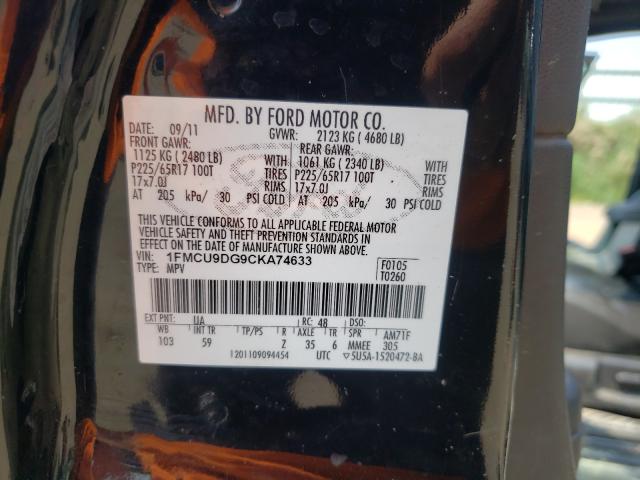 MFD. BY FORD MOTOR CO.
DATE: 09/11 GVWR: 2123 KG ( 4680 LB)
FRONT GAWR: REAR GAWR:
1125 KG ( 2480 LB) WITH 1061 KG ( 2340 LB) WITH
P225/65R17 100T TIRES P225/65R17 100T TIRES
17x7.0J RIMS 17x7.0J RIMS
AT 205 kPa/ 30 PSI COLD AT 205 kPa/ 30 PSI COLD
THIS VEHICLE CONFORMS TO ALL APPLICABLE FEDERAL MOTOR
VEHICLE SAFETY AND THEFT PREVENTION STANDARDS IN
EFFECT ON THE DATE OF MANUFACTURE SHOWN ABOVE.
VIN: 1FMCU9DG9CKA74633 F0105
TYPE: MPV T0260
EXT PNT: UA RC: 48 DSO:
WB INT TR TP/PS R AXLE TR SPR AM71F
103 59 Z 35 6 MMEE 305
1201109094454 UTC 5U5A-1520472-BA